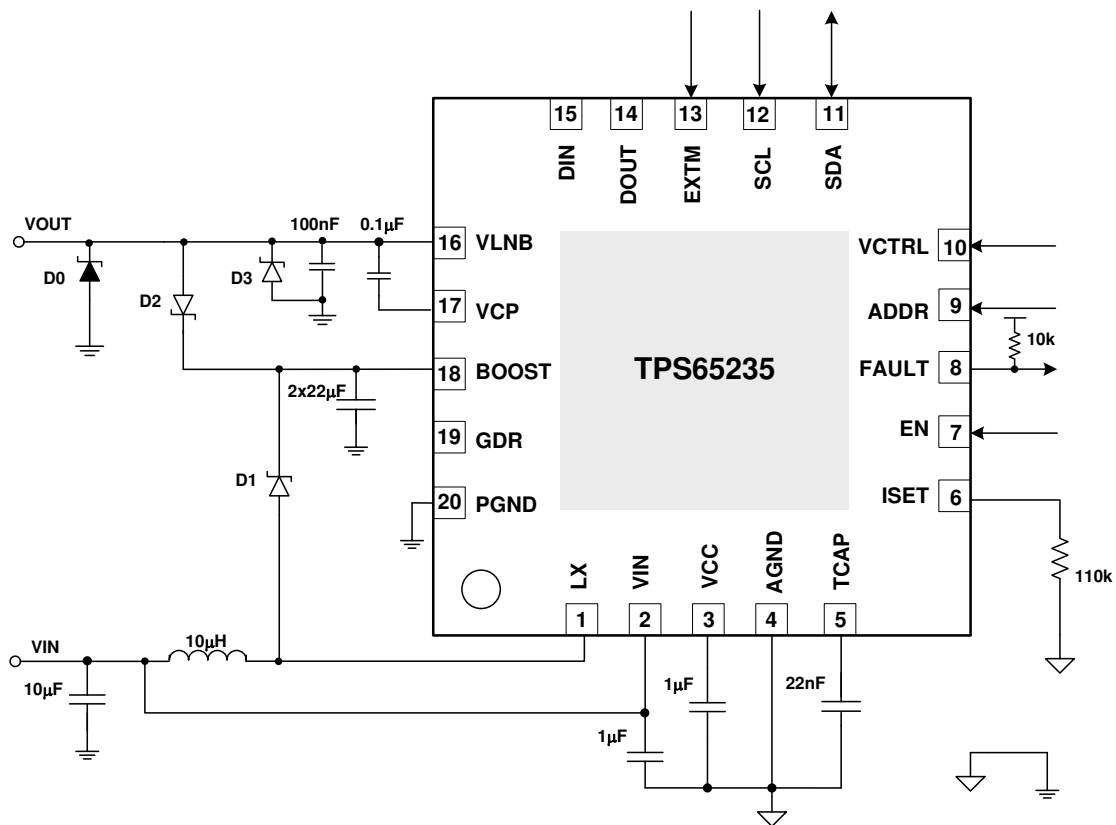 15 14 13 12 11
DIN DOUT EXTM SCL SDA
VOUT 100nF 0.1μF
16 VLNB VCTRL 10
D0 D2 D3
17 VCP ADDR 9
10k
TPS65235
18 BOOST FAULT 8
2x22μF
19 GDR EN 7
D1
20 PGND ISET 6
LX VIN VCC AGND TCAP
110k
1 2 3 4 5
VIN 10μH
10μF 1μF 22nF
1μF